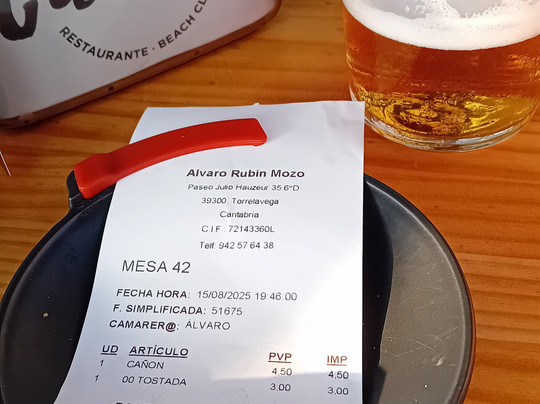 RESTAURANTE · BEACH
Alvaro Rubin Mozo
Paseo Julio Hauzeur 35 6°D
39300, Torrelavega
Cantabria
C.I.F.: 72143360L
Telf: 942 57 64 38
MESA 42
FECHA HORA: 15/08/2025 19:46:00
F. SIMPLIFICADA: 51675
CAMARER@: ALVARO
UD ARTÍCULO PVP IMP
1 CAÑON 4,50 4,50
1 00 TOSTADA 3,00 3,00